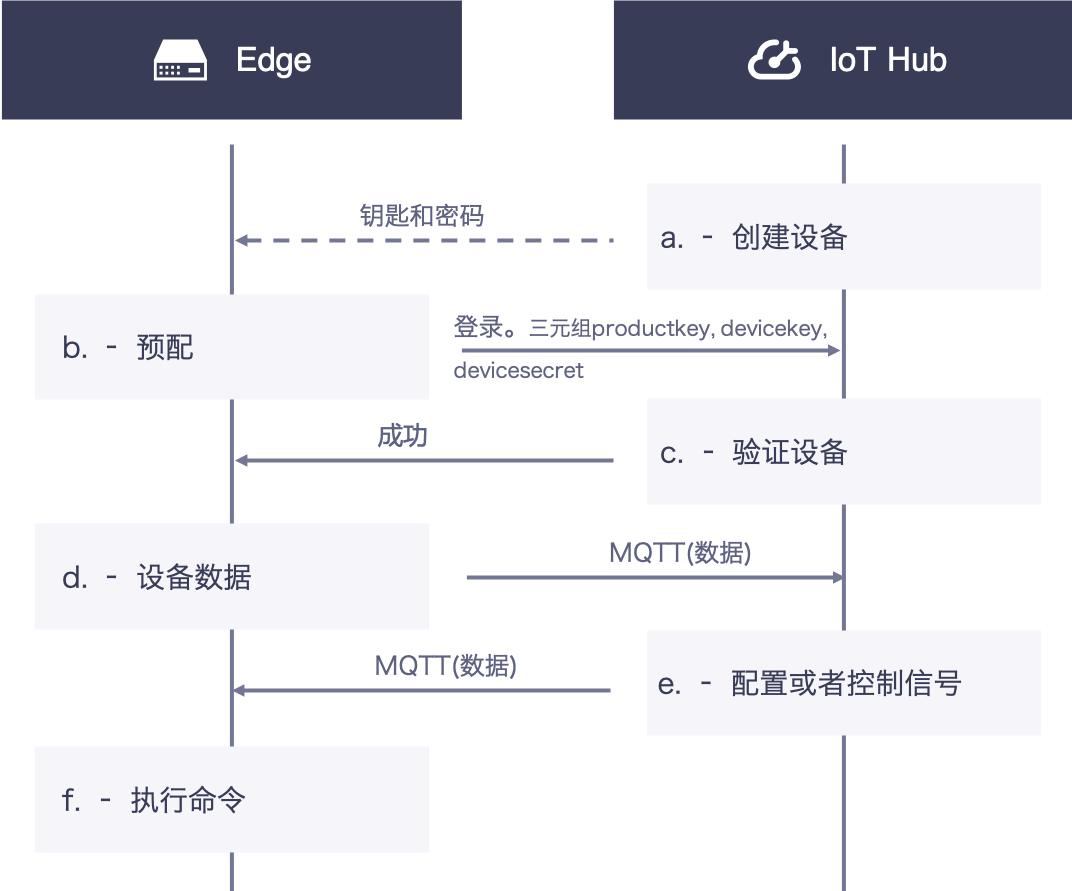 Edge
IoT Hub
钥匙和密码
a. - 创建设备
b. - 预配
登录。三元组productkey, devicekey,
devicesecret
成功
c. - 验证设备
d. - 设备数据
MQTT(数据)
MQTT(数据)
e. - 配置或者控制信号
f. - 执行命令